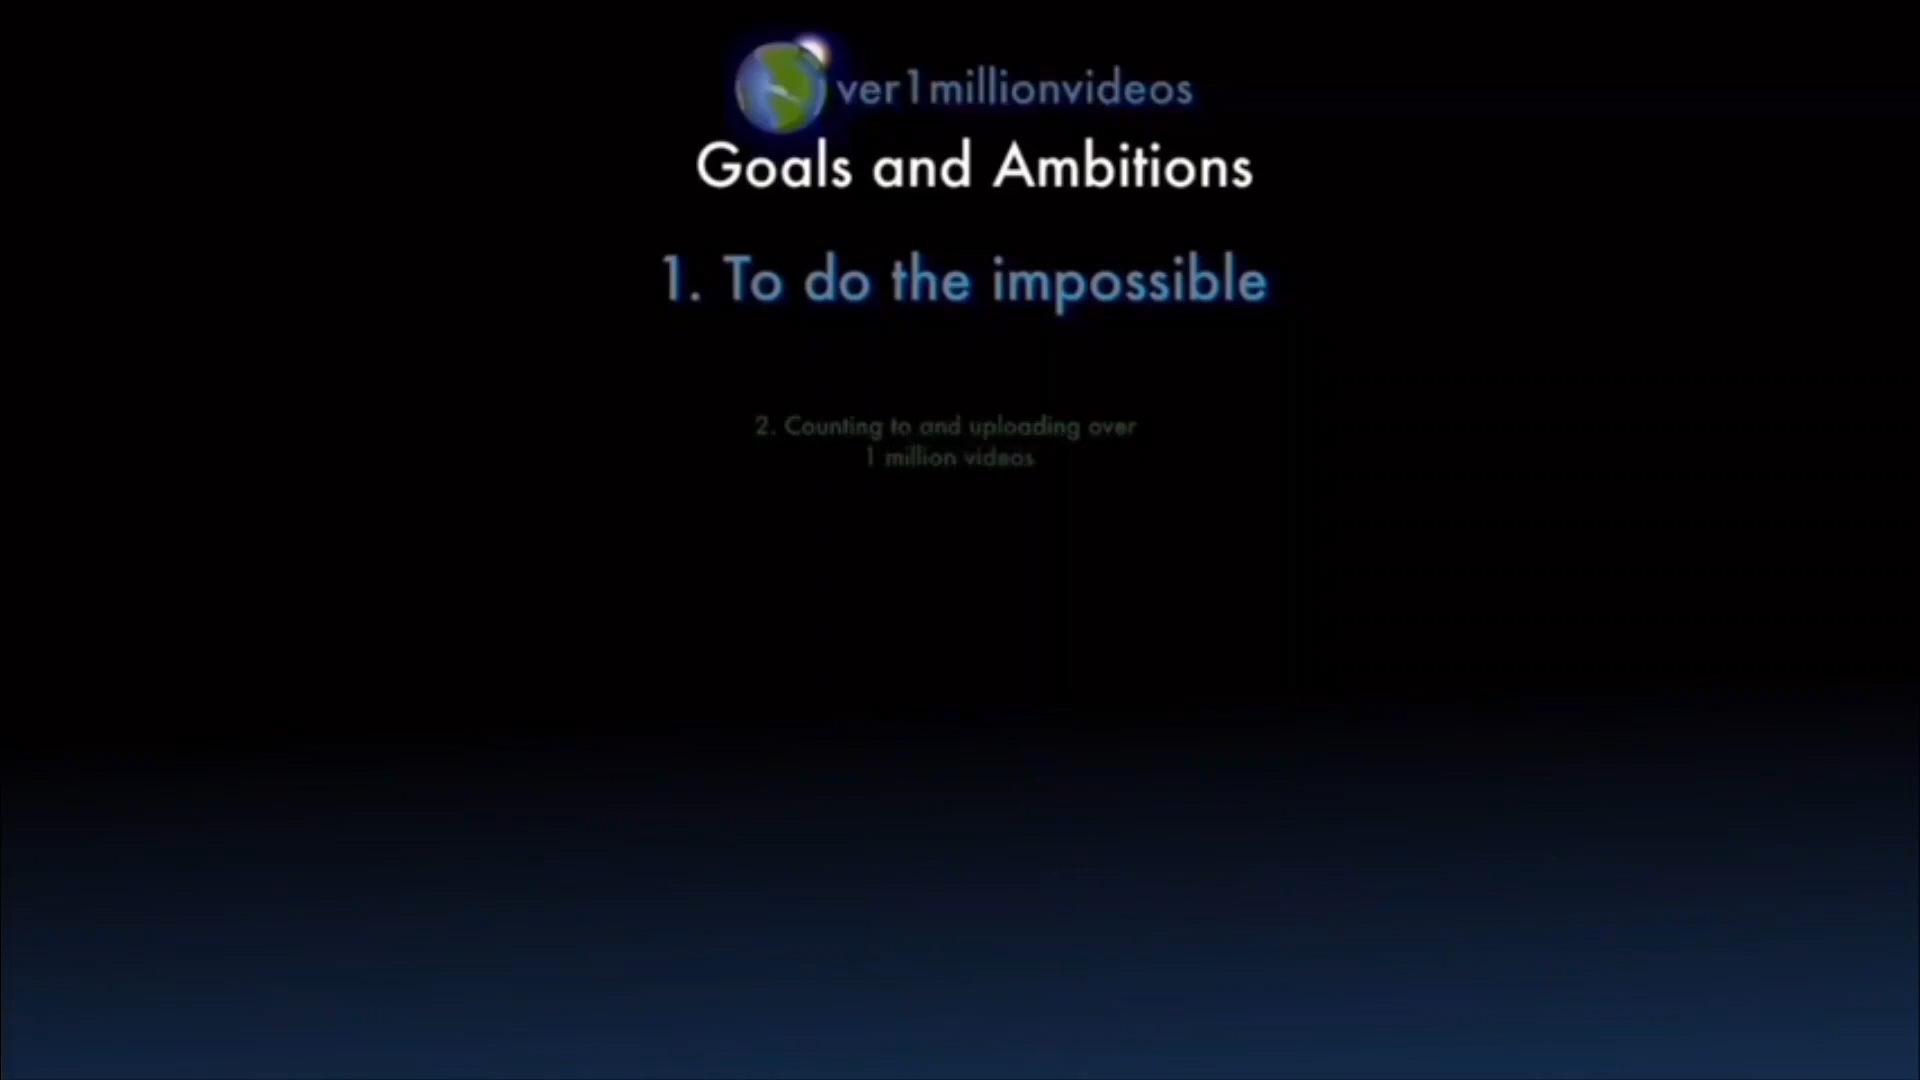 ver1millionvideos
Goals and Ambitions
1. To do the impossible
2. Counting to and uploading over
1 million videos